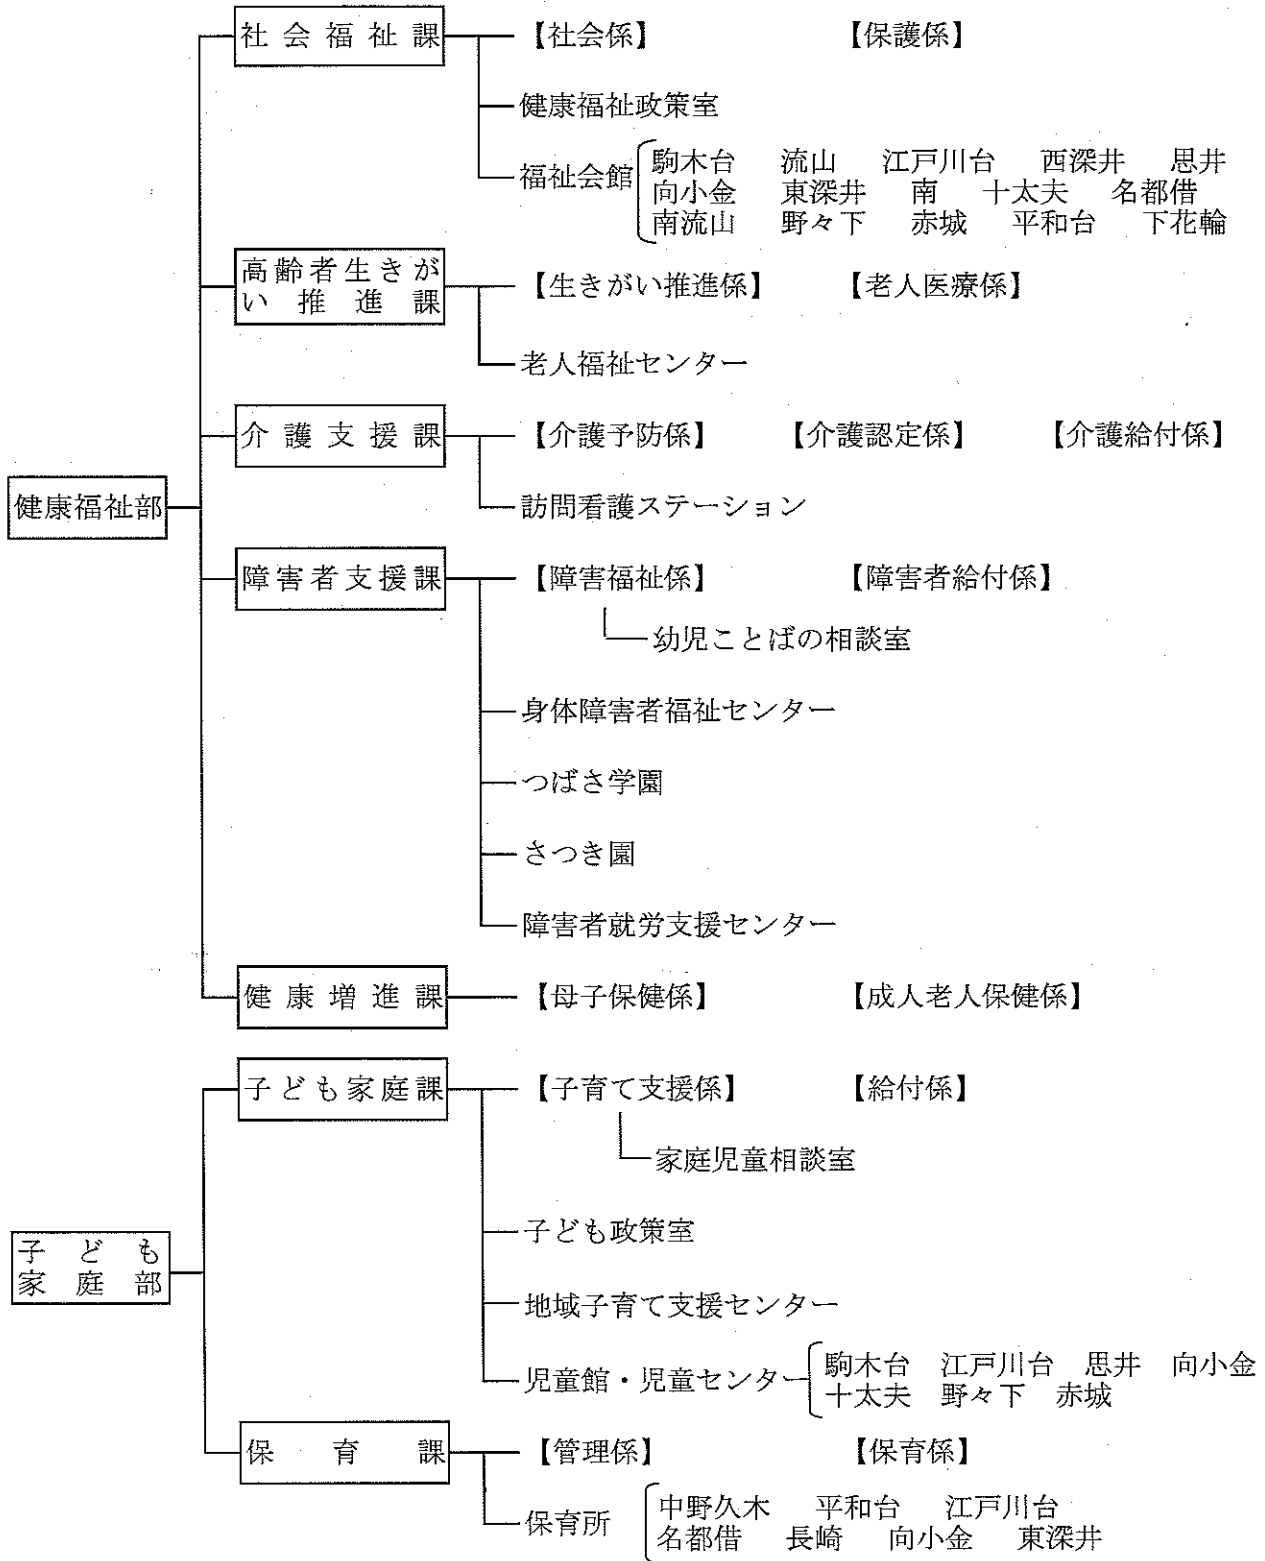 社会福祉課 【社会係】 【保護係】
健康福祉政策室
福祉会館 駒木台 流山 江戸川台 西深井 思井
向小金 東深井 南 十太夫 名都借
南流山 野々下 赤城 平和台 下花輪
高齢者生きが
い推進課 【生きがい推進係】 【老人医療係】
老人福祉センター
介護支援課 【介護予防係】 【介護認定係】 【介護給付係】
健康福祉部 訪問看護ステーション
障害者支援課 【障害福祉係】 【障害者給付係】
幼児ことばの相談室
身体障害者福祉センター
つばさ学園
さつき園
障害者就労支援センター
健康増進課 【母子保健係】 【成人老人保健係】
子ども家庭課 【子育て支援係】 【給付係】
家庭児童相談室
子ども政策室
子ども
家庭部
地域子育て支援センター
児童館・児童センター 駒木台 江戸川台 思井 向小金
十太夫 野々下 赤城
保育課 【管理係】 【保育係】
保育所 中野久木 平和台 江戸川台
名都借 長崎 向小金 東深井